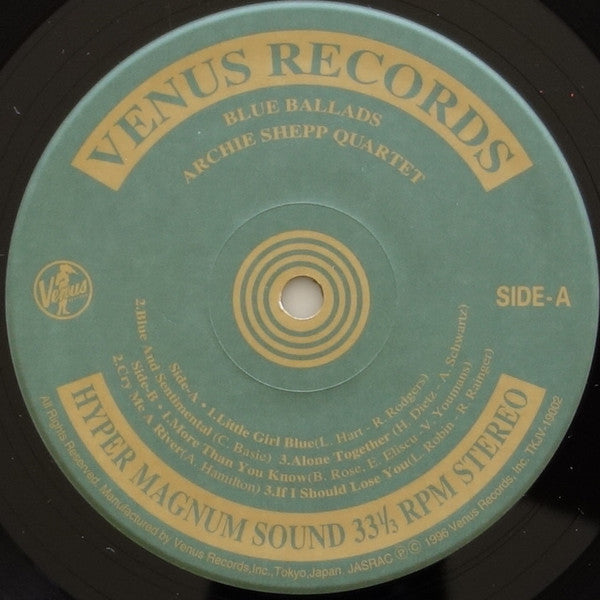 VENUS RECORDS
BLUE BALLADS
ARCHIE SHEPP QUARTET
Venus
SIDE-A
Side-A • 1.Little Girl Blue(L. Hart - R. Rodgers)
2.Blue And Sentimental (C. Basie) 3.Alone Together (H. Dietz - A. Schwartz)
Side-B • 1.More Than You Know(B. Rose, E. Eliscu - V. Youmans)
2.Cry Me A River(A. Hamilton) 3.If I Should Lose You(L. Robin - R. Rainger)
HYPER MAGNUM SOUND 33⅓ RPM STEREO
All Rights Reserved. Manufactured by Venus Records,Inc.,Tokyo,Japan. JASRAC Ⓟ © 1996 Venus Records, Inc. TKJV-19002